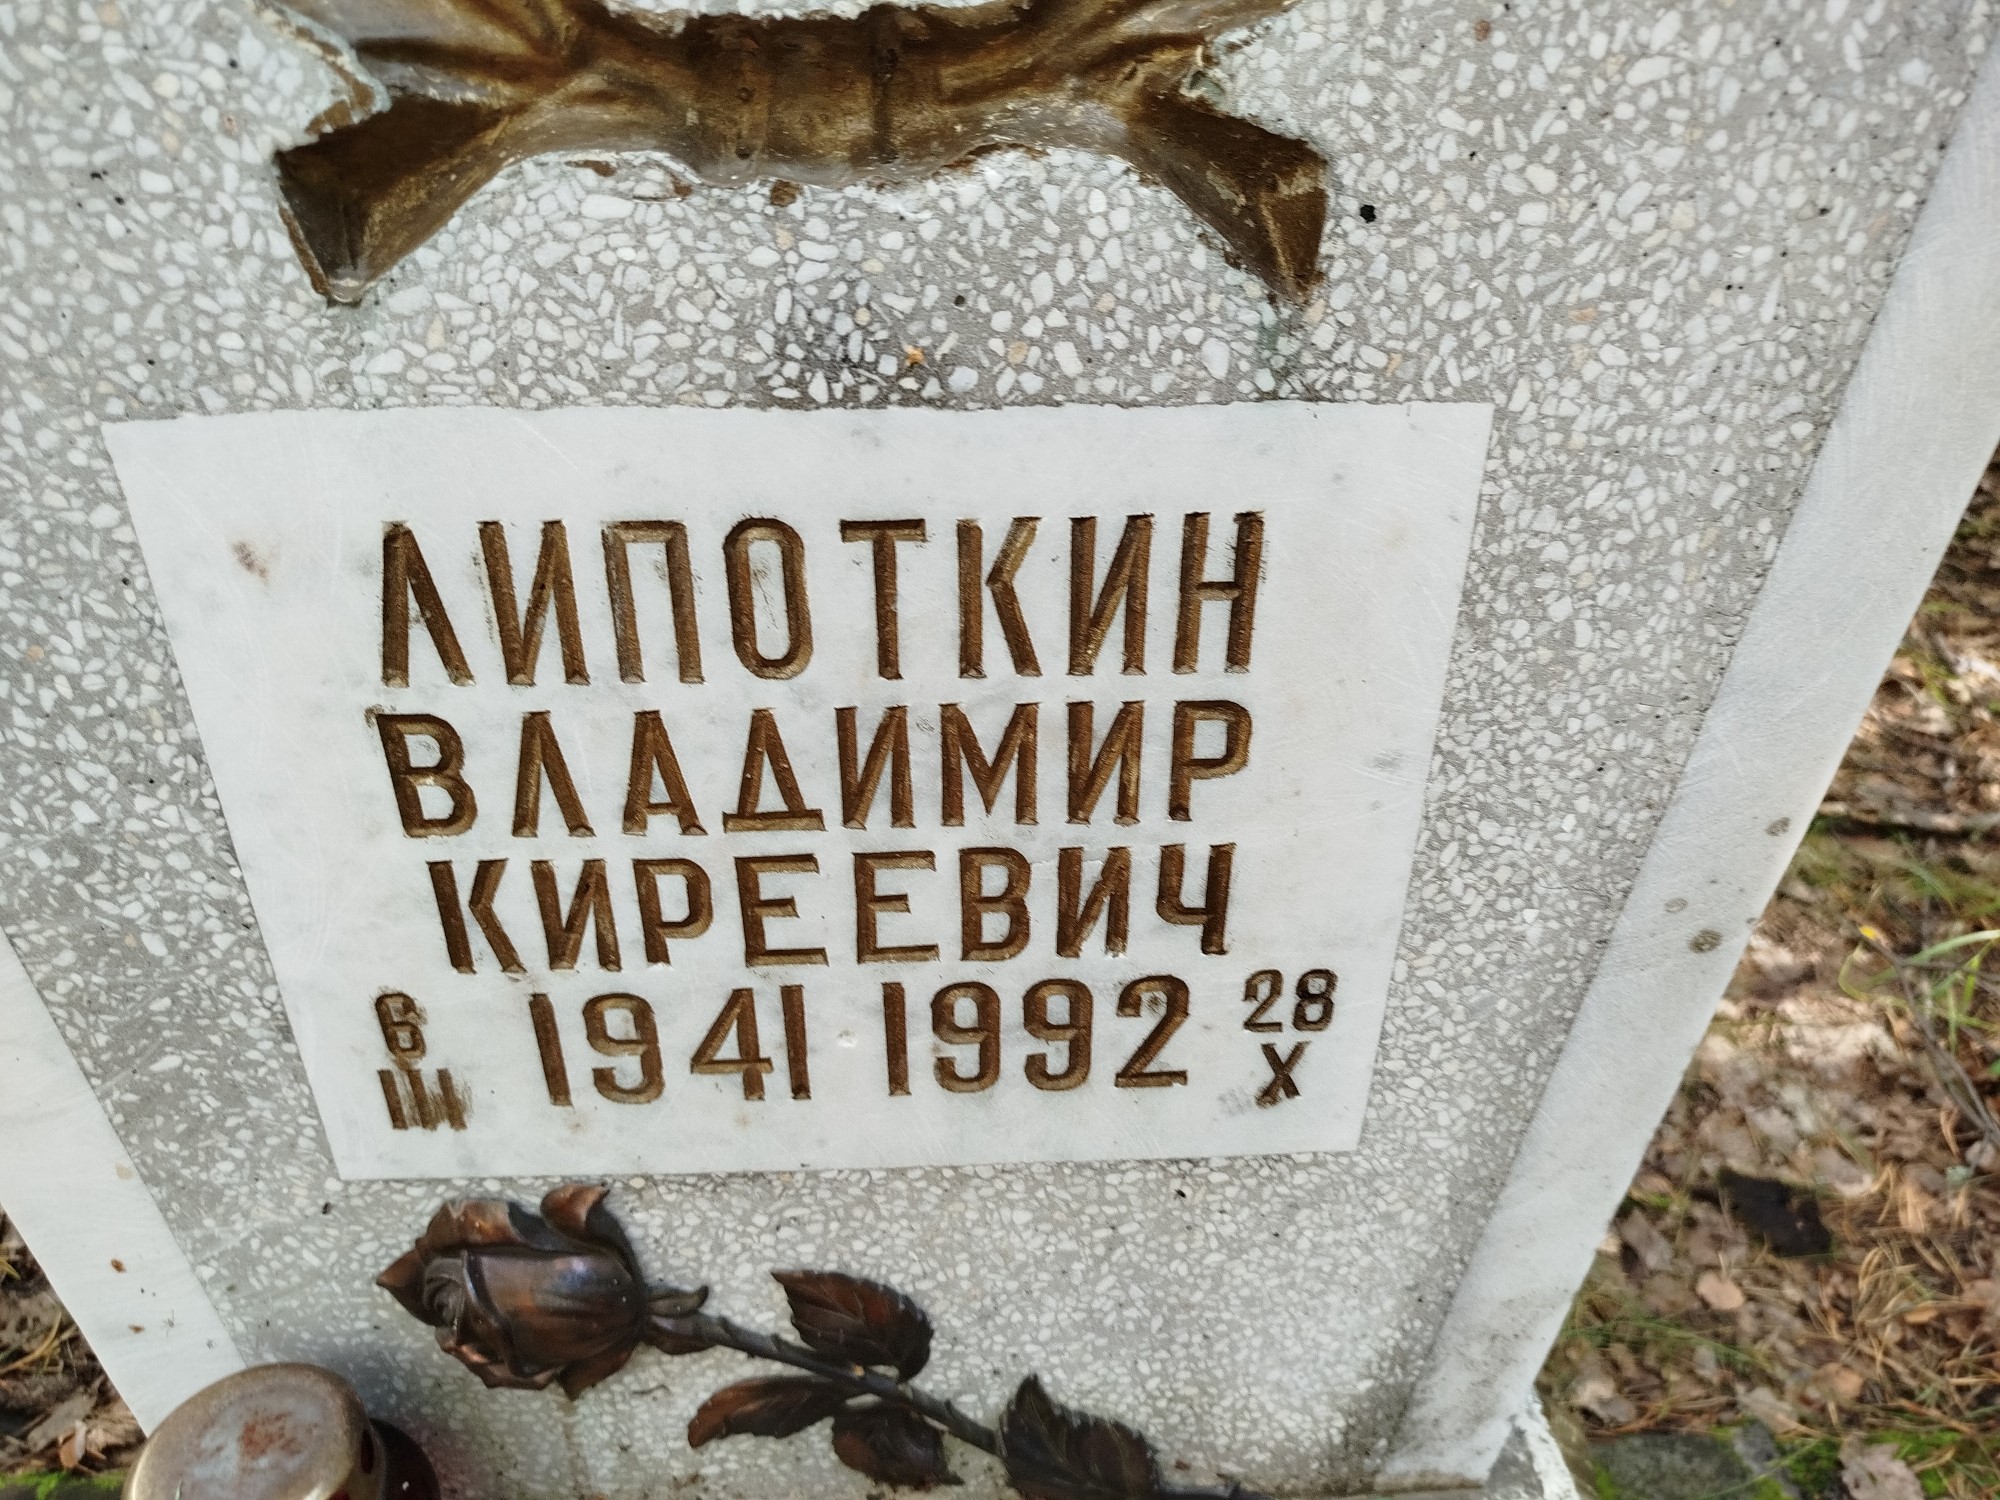 ЛИПОТКИН
ВЛАДИМИР
КИРЕЕВИЧ
6 1941 1992 28
III X